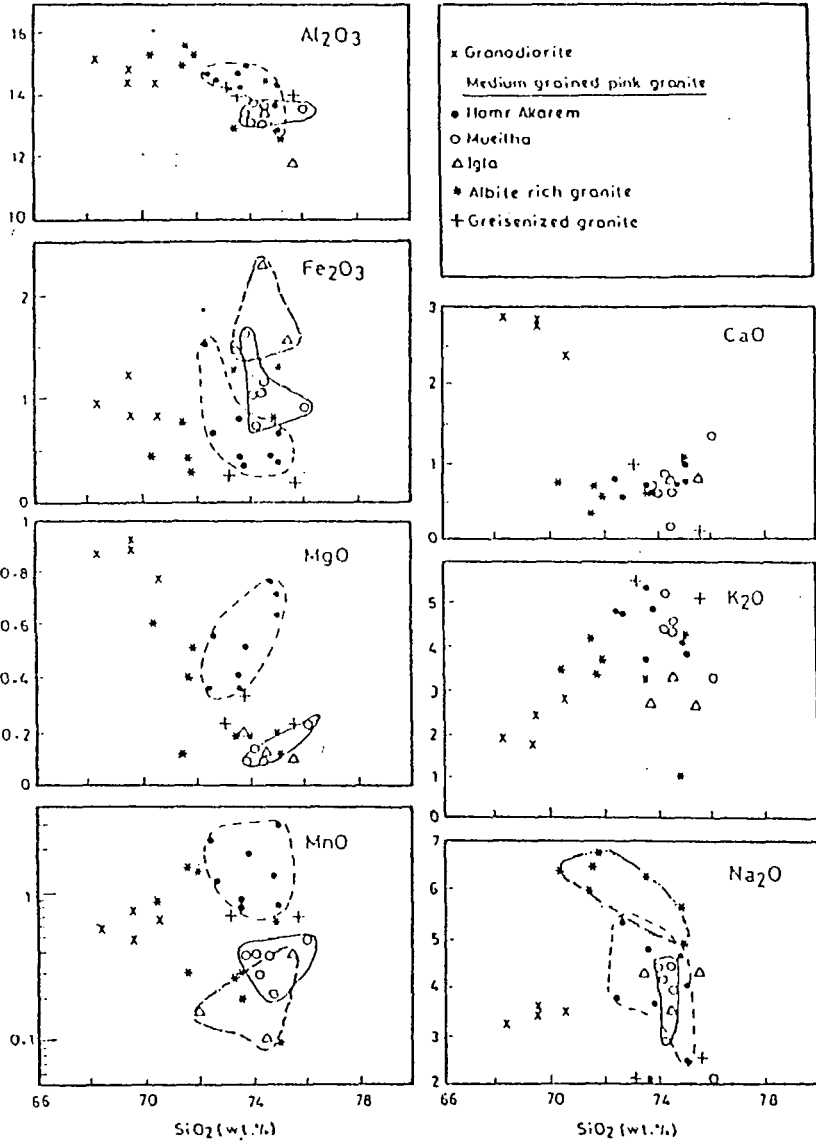 16
14
12
10
Al2O3
x Granodiorite
Medium grained pink granite
● Homr Akarem
○ Mueilha
△ Igla
* Albite rich granite
+ Greisenized granite
2
1
0
Fe2O3
3
2
1
0
CaO
1
0.8
0.6
0.4
0.2
0
MgO
5
4
3
2
1
0
K2O
1
0.1
MnO
66
70
74
78
SiO2 (wt.%)
7
6
5
4
3
2
Na2O
66
70
74
78
SiO2 (wt.%)